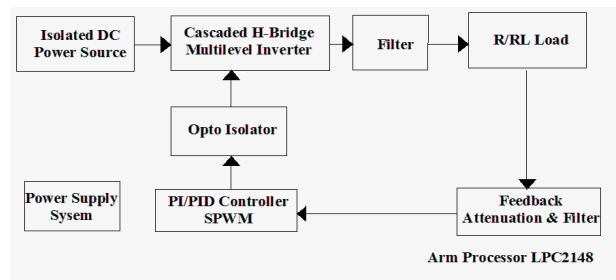 Isolated DC
Power Source
Cascaded H-Bridge
Multilevel Inverter
Filter
R/RL Load
Opto Isolator
Power Supply
Sysem
PI/PID Controller
SPWM
Feedback
Attenuation & Filter
Arm Processor LPC2148